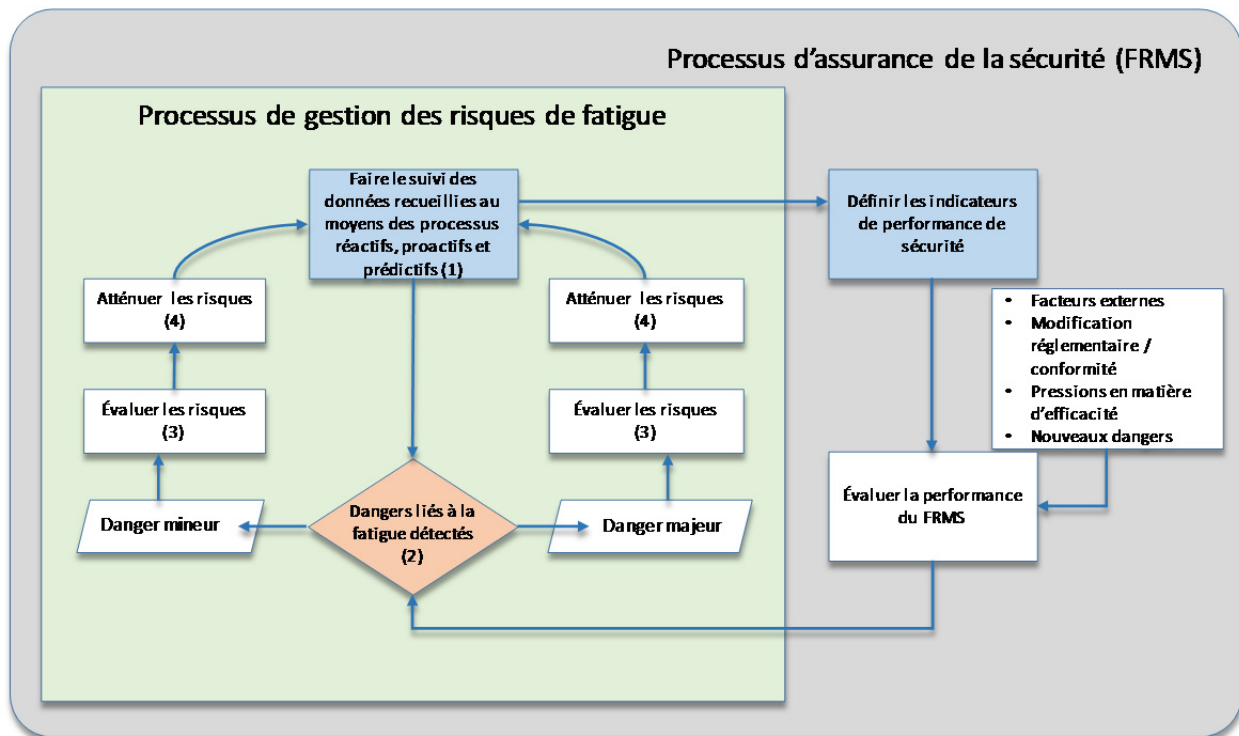 Processus d'assurance de la sécurité (FRMS)
Processus de gestion des risques de fatigue
Faire le suivi des
données recueillies au
moyens des processus
réactifs, proactifs et
prédictifs (1)
Définir les indicateurs
de performance de
sécurité
Atténuer les risques
(4)
Atténuer les risques
(4)
• Facteurs externes
• Modification
réglementaire /
conformité
• Pressions en matière
d'efficacité
• Nouveaux dangers
Évaluer les risques
(3)
Évaluer les risques
(3)
Danger mineur
Dangers liés à la
fatigue détectés
(2)
Danger majeur
Évaluer la performance
du FRMS